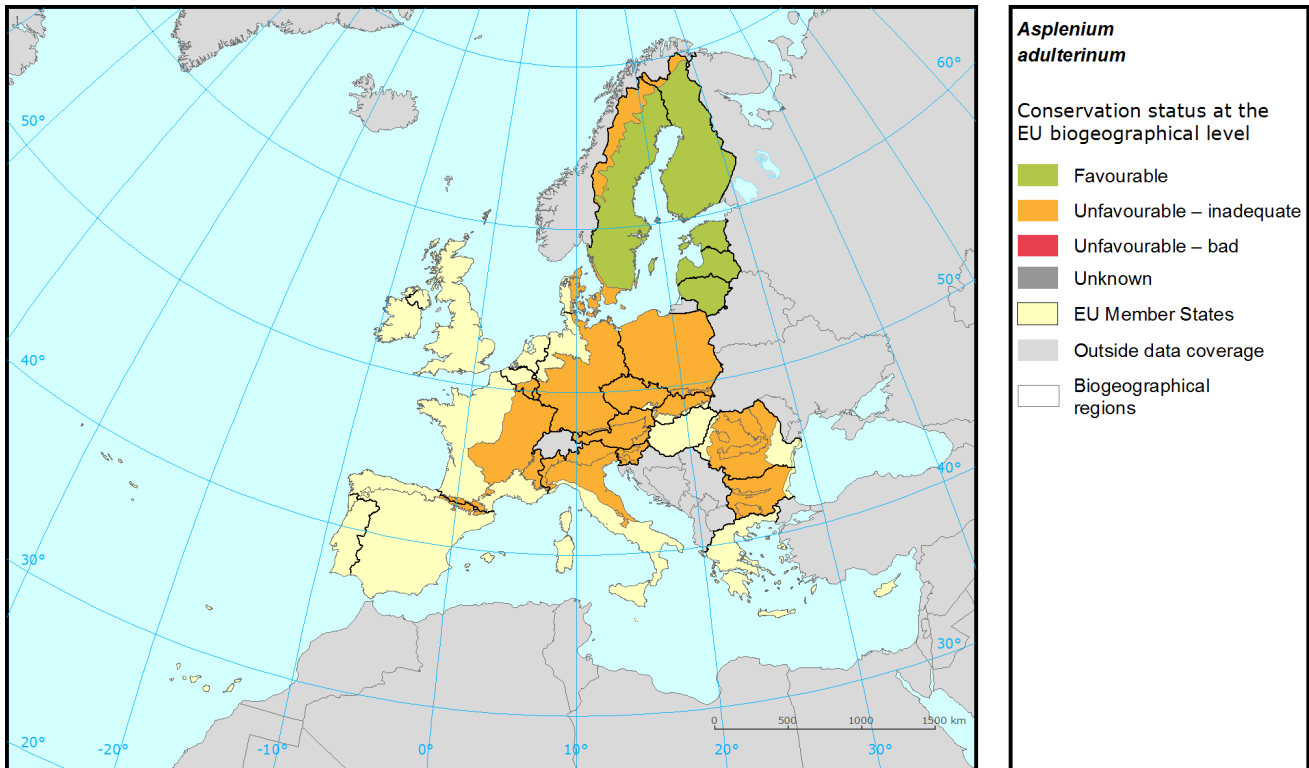 60°
50°
50°
40°
40°
30°
30°
20°
-20°
-10°
0°
10°
20°
30°
0
500
1000
1500 km
Asplenium
adulterinum
Conservation status at the
EU biogeographical level
Favourable
Unfavourable – inadequate
Unfavourable – bad
Unknown
EU Member States
Outside data coverage
Biogeographical
regions